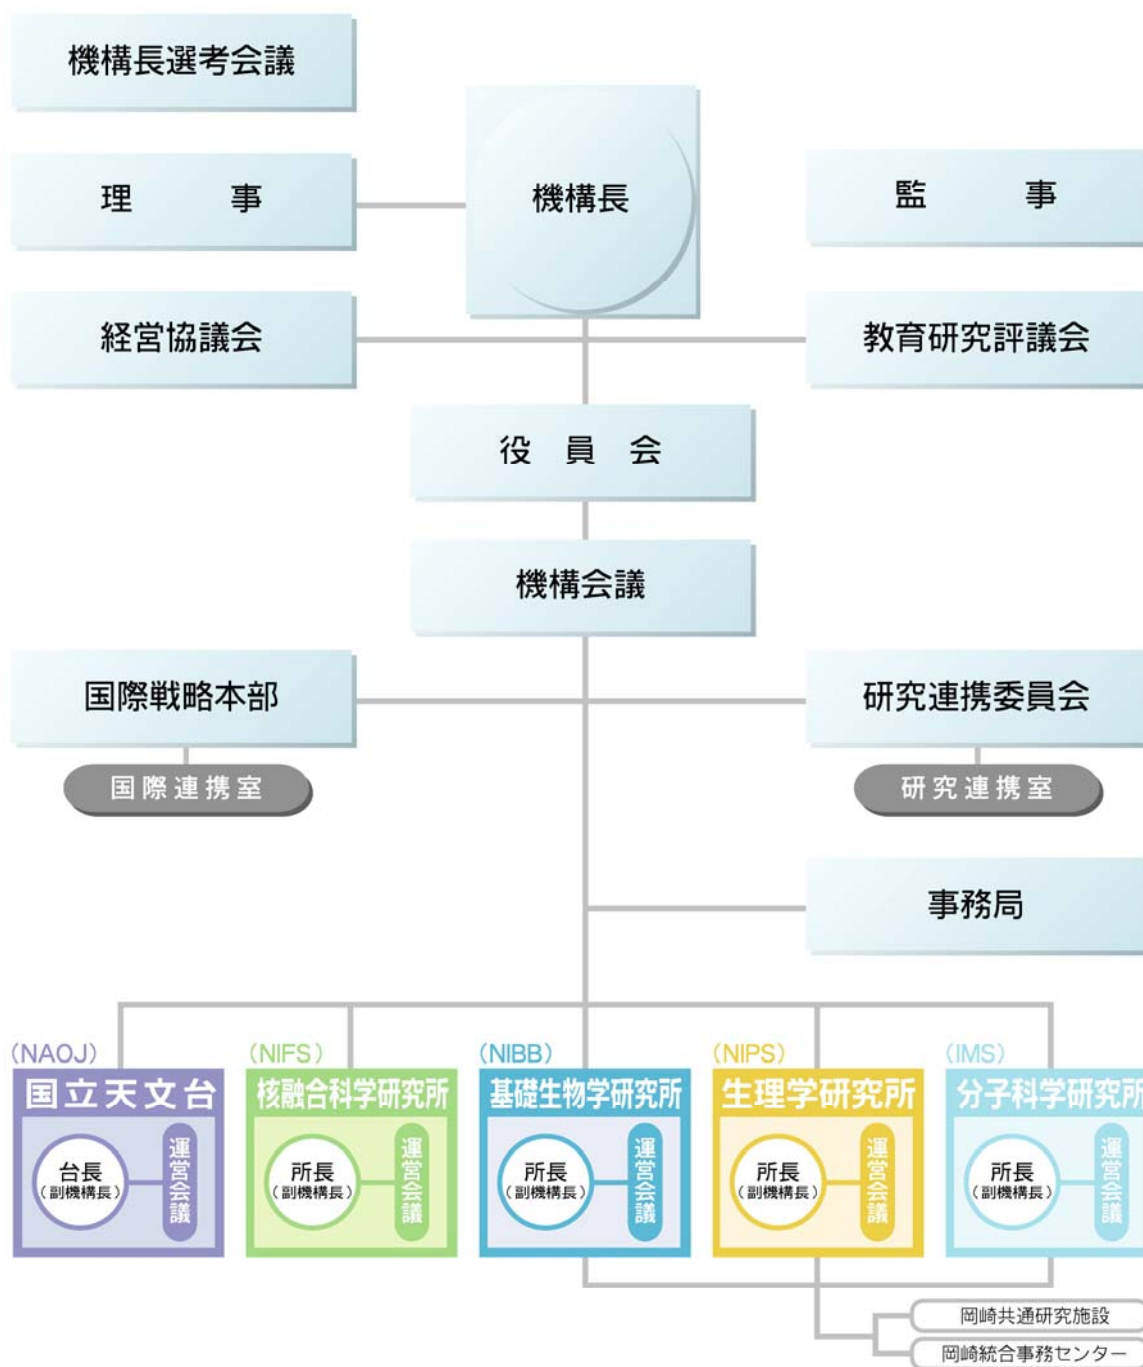 機構長選考会議
理事
機構長
監事
経営協議会
教育研究評議会
役員会
機構会議
国際戦略本部
研究連携委員会
国際連携室
研究連携室
事務局
(NAOJ)
国立天文台
台長
(副機構長)
運営会議
(NIFS)
核融合科学研究所
所長
(副機構長)
運営会議
(NIBB)
基礎生物学研究所
所長
(副機構長)
運営会議
(NIPS)
生理学研究所
所長
(副機構長)
運営会議
(IMS)
分子科学研究所
所長
(副機構長)
運営会議
岡崎共通研究施設
岡崎統合事務センター